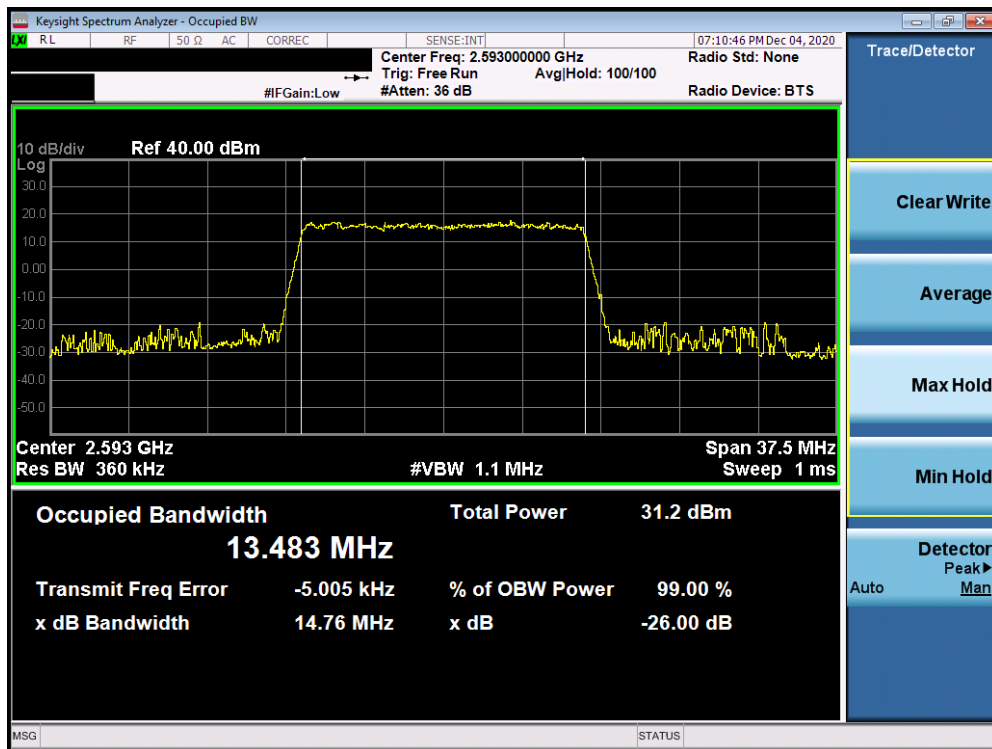 Keysight Spectrum Analyzer - Occupied BW
LXI RL RF 50 Ω AC CORREC SENSE:INT 07:10:46 PM Dec 04, 2020
Center Freq: 2.593000000 GHz Radio Std: None
Trig: Free Run Avg|Hold: 100/100
#IFGain:Low #Atten: 36 dB Radio Device: BTS
10 dB/div Ref 40.00 dBm
Log
30.0
20.0
10.0
0.00
-10.0
-20.0
-30.0
-40.0
-50.0
Center 2.593 GHz Span 37.5 MHz
Res BW 360 kHz #VBW 1.1 MHz Sweep 1 ms
Occupied Bandwidth Total Power 31.2 dBm
13.483 MHz
Transmit Freq Error -5.005 kHz % of OBW Power 99.00 %
x dB Bandwidth 14.76 MHz x dB -26.00 dB
MSG STATUS
Trace/Detector
Clear Write
Average
Max Hold
Min Hold
Detector
Peak▶
Auto Man